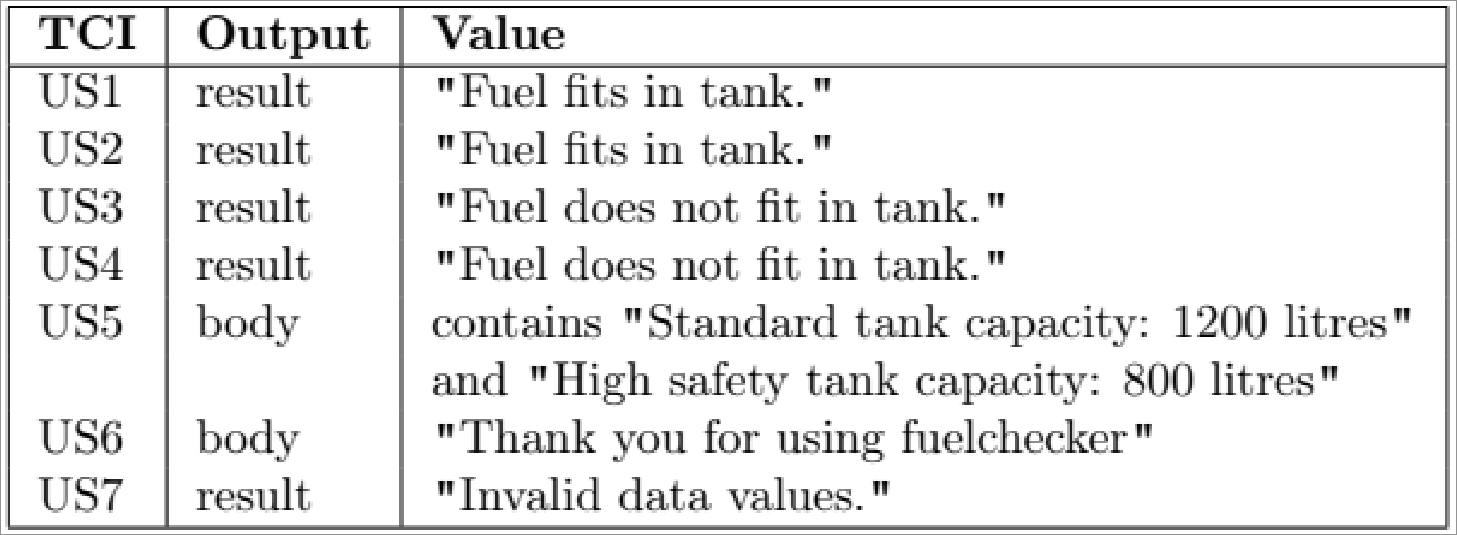 TCI Output Value
US1 result "Fuel fits in tank."
US2 result "Fuel fits in tank."
US3 result "Fuel does not fit in tank."
US4 result "Fuel does not fit in tank."
US5 body contains "Standard tank capacity: 1200 litres"
and "High safety tank capacity: 800 litres"
US6 body "Thank you for using fuelchecker"
US7 result "Invalid data values."